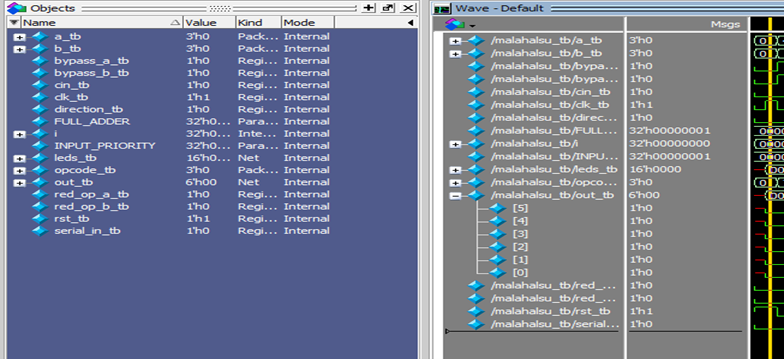 Objects
Name Value Kind Mode
a_tb 3'h0 Pack... Internal
b_tb 3'h0 Pack... Internal
bypass_a_tb 1'h0 Regi... Internal
bypass_b_tb 1'h0 Regi... Internal
cin_tb 1'h0 Regi... Internal
clk_tb 1'h1 Regi... Internal
direction_tb 1'h0 Regi... Internal
FULL_ADDER 32'h0... Para... Internal
i 32'h0... Inte... Internal
INPUT_PRIORITY 32'h0... Para... Internal
leds_tb 16'h0... Net Internal
opcode_tb 3'h0 Pack... Internal
out_tb 6'h00 Net Internal
red_op_a_tb 1'h0 Regi... Internal
red_op_b_tb 1'h0 Regi... Internal
rst_tb 1'h1 Regi... Internal
serial_in_tb 1'h0 Regi... Internal
Wave - Default
Msgs
/malahalsu_tb/a_tb 3'h0
/malahalsu_tb/b_tb 3'h0
/malahalsu_tb/bypa... 1'h0
/malahalsu_tb/bypa... 1'h0
/malahalsu_tb/cin_tb 1'h0
/malahalsu_tb/clk_tb 1'h1
/malahalsu_tb/direc... 1'h0
/malahalsu_tb/FULL... 32'h00000001
/malahalsu_tb/i 32'h00000000
/malahalsu_tb/INPU... 32'h00000001
/malahalsu_tb/leds_tb 16'h0000
/malahalsu_tb/opco... 3'h0
/malahalsu_tb/out_tb 6'h00
[5] 1'h0
[4] 1'h0
[3] 1'h0
[2] 1'h0
[1] 1'h0
[0] 1'h0
/malahalsu_tb/red_... 1'h0
/malahalsu_tb/red_... 1'h0
/malahalsu_tb/rst_tb 1'h1
/malahalsu_tb/serial... 1'h0